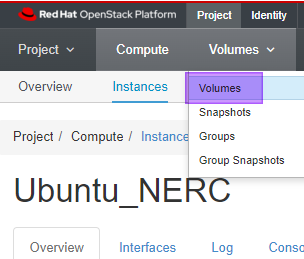 Red Hat OpenStack Platform Project Identity
Project Compute Volumes
Overview Instances Volumes
Snapshots
Groups
Group Snapshots
Project / Compute / Instance
Ubuntu_NERC
Overview Interfaces Log Conso